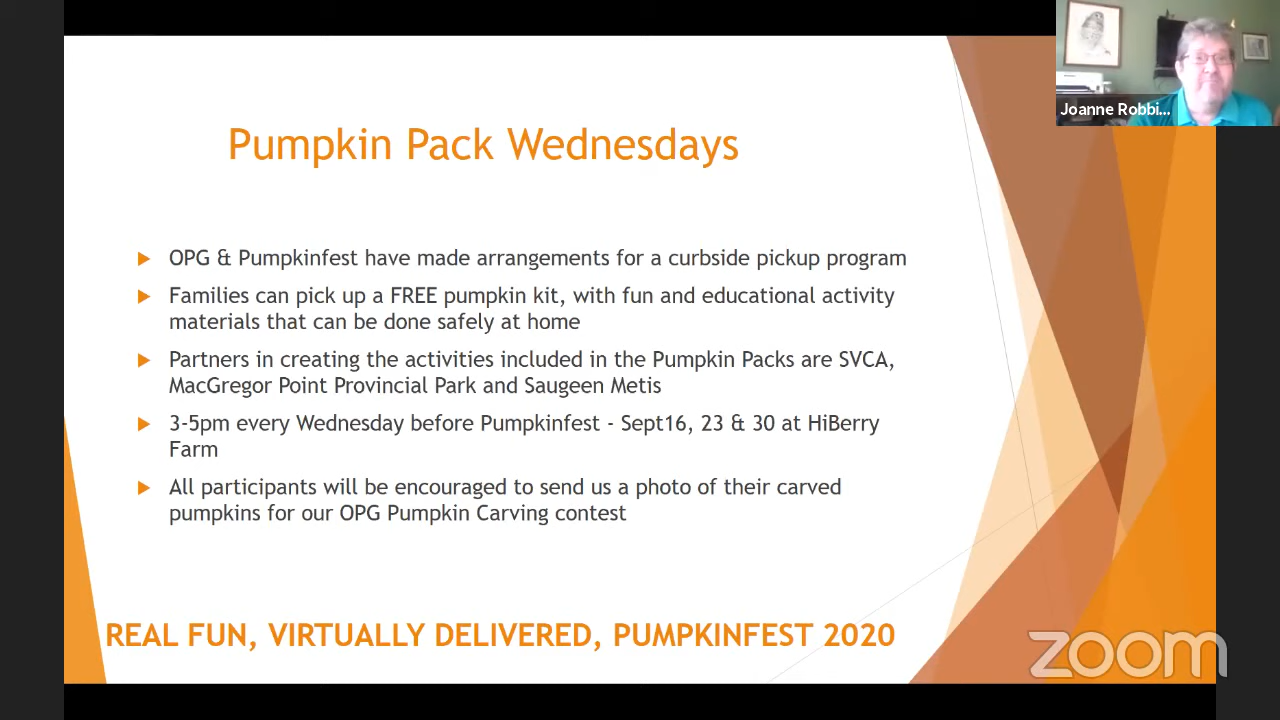 Joanne Robbi...
Pumpkin Pack Wednesdays
OPG & Pumpkinfest have made arrangements for a curbside pickup program
Families can pick up a FREE pumpkin kit, with fun and educational activity
materials that can be done safely at home
Partners in creating the activities included in the Pumpkin Packs are SVCA,
MacGregor Point Provincial Park and Saugeen Metis
3-5pm every Wednesday before Pumpkinfest - Sept16, 23 & 30 at HiBerry
Farm
All participants will be encouraged to send us a photo of their carved
pumpkins for our OPG Pumpkin Carving contest
REAL FUN, VIRTUALLY DELIVERED, PUMPKINFEST 2020
zoom